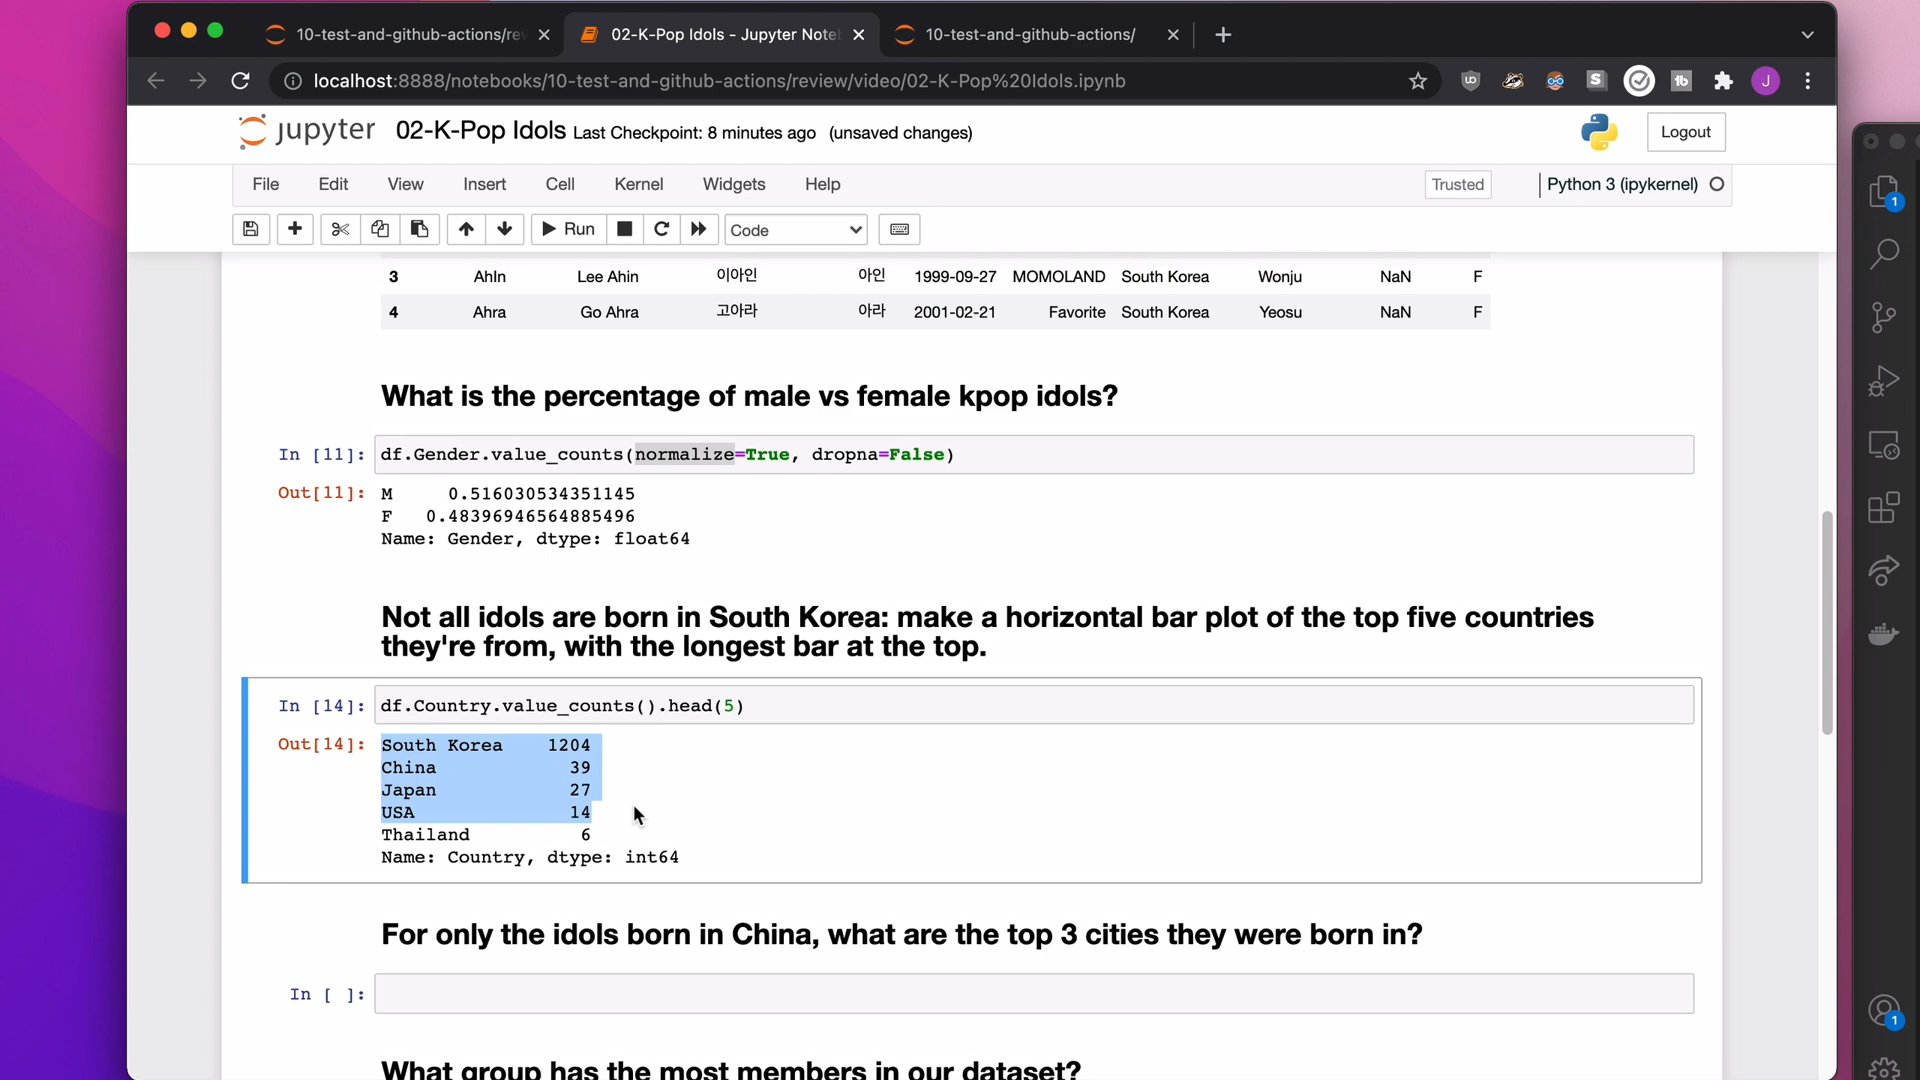 10-test-and-github-actions/rev
02-K-Pop Idols - Jupyter Note
10-test-and-github-actions/
localhost:8888/notebooks/10-test-and-github-actions/review/video/02-K-Pop%20Idols.ipynb
S
tb
J
jupyter 02-K-Pop Idols Last Checkpoint: 8 minutes ago (unsaved changes)
Logout
File Edit View Insert Cell Kernel Widgets Help
Trusted
Python 3 (ipykernel)
Run
Code
3 AhIn Lee Ahin 이아인 아인 1999-09-27 MOMOLAND South Korea Wonju NaN F
4 Ahra Go Ahra 고아라 아라 2001-02-21 Favorite South Korea Yeosu NaN F
What is the percentage of male vs female kpop idols?
In [11]: df.Gender.value_counts(normalize=True, dropna=False)
Out[11]: M 0.516030534351145
F 0.48396946564885496
Name: Gender, dtype: float64
Not all idols are born in South Korea: make a horizontal bar plot of the top five countries
they're from, with the longest bar at the top.
In [14]: df.Country.value_counts().head(5)
Out[14]: South Korea 1204
China 39
Japan 27
USA 14
Thailand 6
Name: Country, dtype: int64
For only the idols born in China, what are the top 3 cities they were born in?
In [ ]:
What group has the most members in our dataset?
1
1